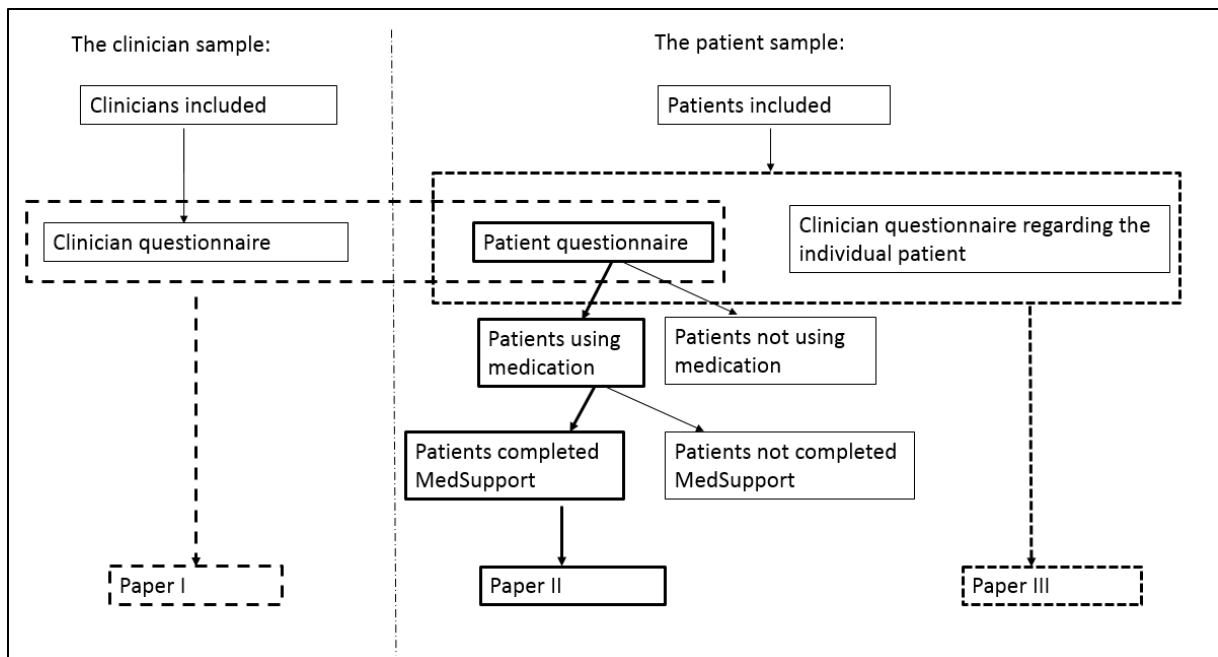 The clinician sample:
The patient sample:
Clinicians included
Patients included
Clinician questionnaire
Patient questionnaire
Clinician questionnaire regarding the
individual patient
Patients using
medication
Patients not using
medication
Patients completed
MedSupport
Patients not completed
MedSupport
Paper I
Paper II
Paper III